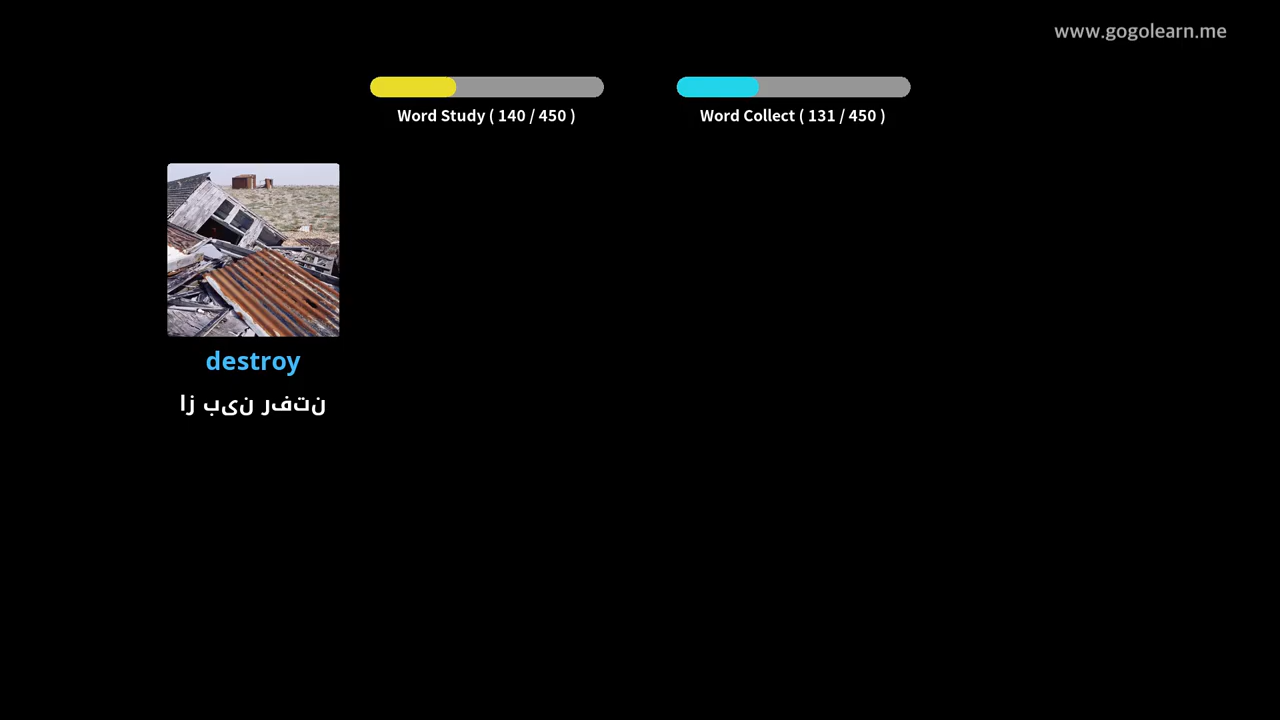 www.gogolearn.me
Word Study ( 140 / 450 )
Word Collect ( 131 / 450 )
destroy
از بین رفتن